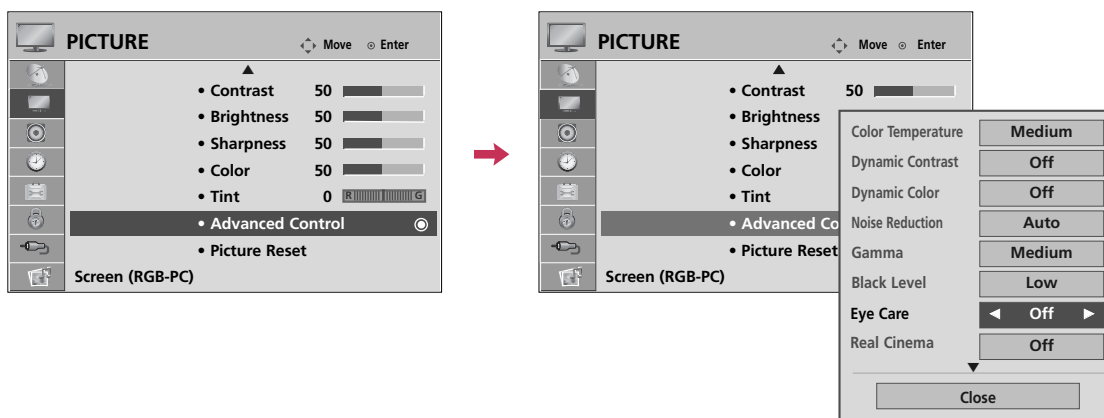 PICTURE Move Enter
• Contrast 50
• Brightness 50
• Sharpness 50
• Color 50
• Tint 0 R G
• Advanced Control
• Picture Reset
Screen (RGB-PC)
PICTURE Move Enter
• Contrast 50
• Brightness
• Sharpness
• Color
• Tint
• Advanced Co
• Picture Reset
Screen (RGB-PC)
Color Temperature Medium
Dynamic Contrast Off
Dynamic Color Off
Noise Reduction Auto
Gamma Medium
Black Level Low
Eye Care ◄ Off ►
Real Cinema Off
Close